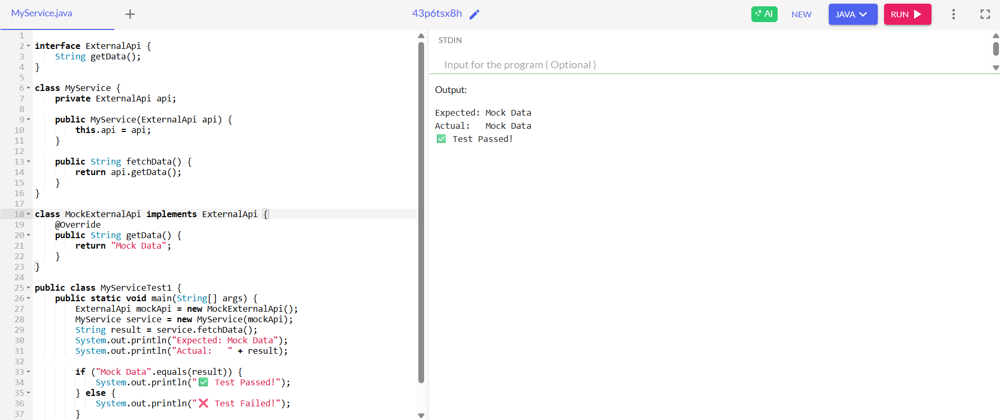 MyService.java + 43p6tsx8h AI NEW JAVA RUN
1
2 interface ExternalApi {
3     String getData();
4 }
5
6 class MyService {
7     private ExternalApi api;
8
9     public MyService(ExternalApi api) {
10         this.api = api;
11     }
12
13     public String fetchData() {
14         return api.getData();
15     }
16 }
17
18 class MockExternalApi implements ExternalApi {
19     @Override
20     public String getData() {
21         return "Mock Data";
22     }
23 }
24
25 public class MyServiceTest1 {
26     public static void main(String[] args) {
27         ExternalApi mockApi = new MockExternalApi();
28         MyService service = new MyService(mockApi);
29         String result = service.fetchData();
30         System.out.println("Expected: Mock Data");
31         System.out.println("Actual:   " + result);
32
33         if ("Mock Data".equals(result)) {
34             System.out.println("✅ Test Passed!");
35         } else {
36             System.out.println("❌ Test Failed!");
37         }
STDIN
Input for the program ( Optional )
Output:
Expected: Mock Data
Actual:   Mock Data
✅ Test Passed!